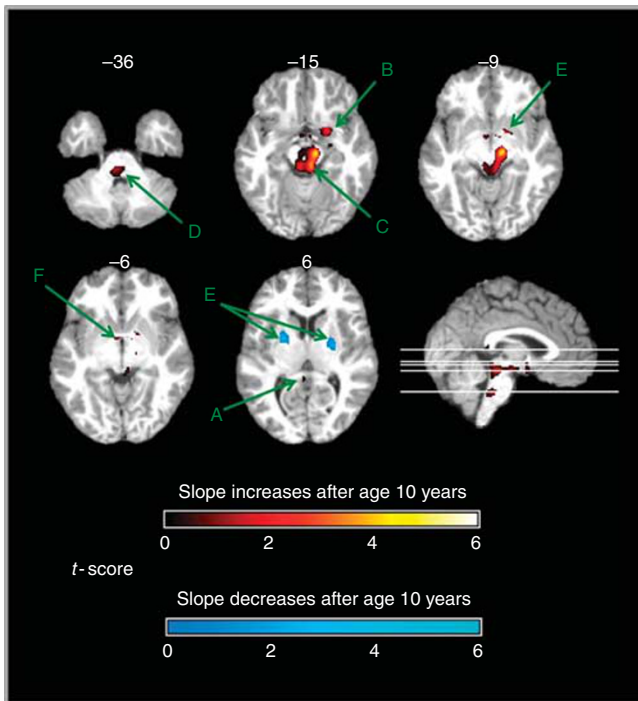 –36
–15
–9
B
E
D
C
–6
6
F
E
A
Slope increases after age 10 years
0 2 4 6
t-score
Slope decreases after age 10 years
0 2 4 6